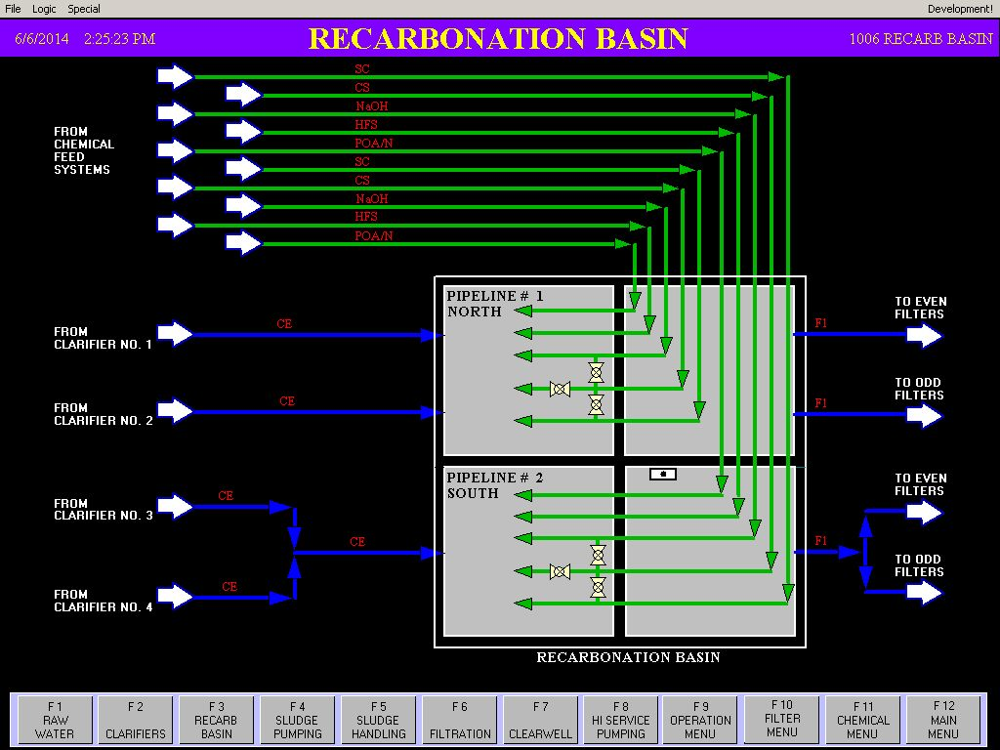 File Logic Special Development!
6/6/2014 2:25:23 PM RECARBONATION BASIN 1006 RECARB BASIN
SC
CS
NaOH
HFS
POA/N
SC
CS
NaOH
HFS
POA/N
FROM
CHEMICAL
FEED
SYSTEMS
PIPELINE # 1
NORTH
FROM
CLARIFIER NO. 1
CE
F1
TO EVEN
FILTERS
FROM
CLARIFIER NO. 2
CE
F1
TO ODD
FILTERS
PIPELINE # 2
SOUTH
FROM
CLARIFIER NO. 3
CE
CE
F1
TO EVEN
FILTERS
FROM
CLARIFIER NO. 4
CE
TO ODD
FILTERS
RECARBONATION BASIN
F 1
RAW
WATER
F 2
CLARIFIERS
F 3
RECARB
BASIN
F 4
SLUDGE
PUMPING
F 5
SLUDGE
HANDLING
F 6
FILTRATION
F 7
CLEARWELL
F 8
HI SERVICE
PUMPING
F 9
OPERATION
MENU
F 10
FILTER
MENU
F 11
CHEMICAL
MENU
F 12
MAIN
MENU